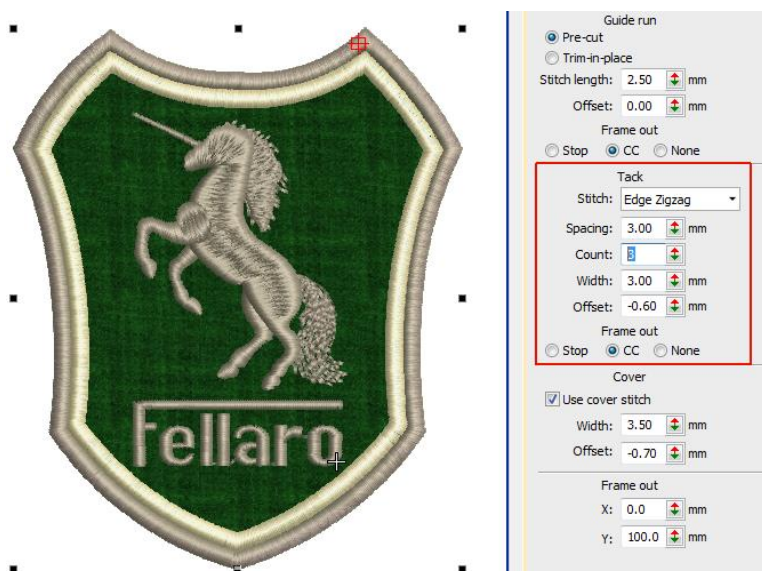 Fellaro
Guide run
Pre-cut
Trim-in-place
Stitch length: 2.50 mm
Offset: 0.00 mm
Frame out
Stop CC None
Tack
Stitch: Edge Zigzag
Spacing: 3.00 mm
Count: 3
Width: 3.00 mm
Offset: -0.60 mm
Frame out
Stop CC None
Cover
Use cover stitch
Width: 3.50 mm
Offset: -0.70 mm
Frame out
X: 0.0 mm
Y: 100.0 mm